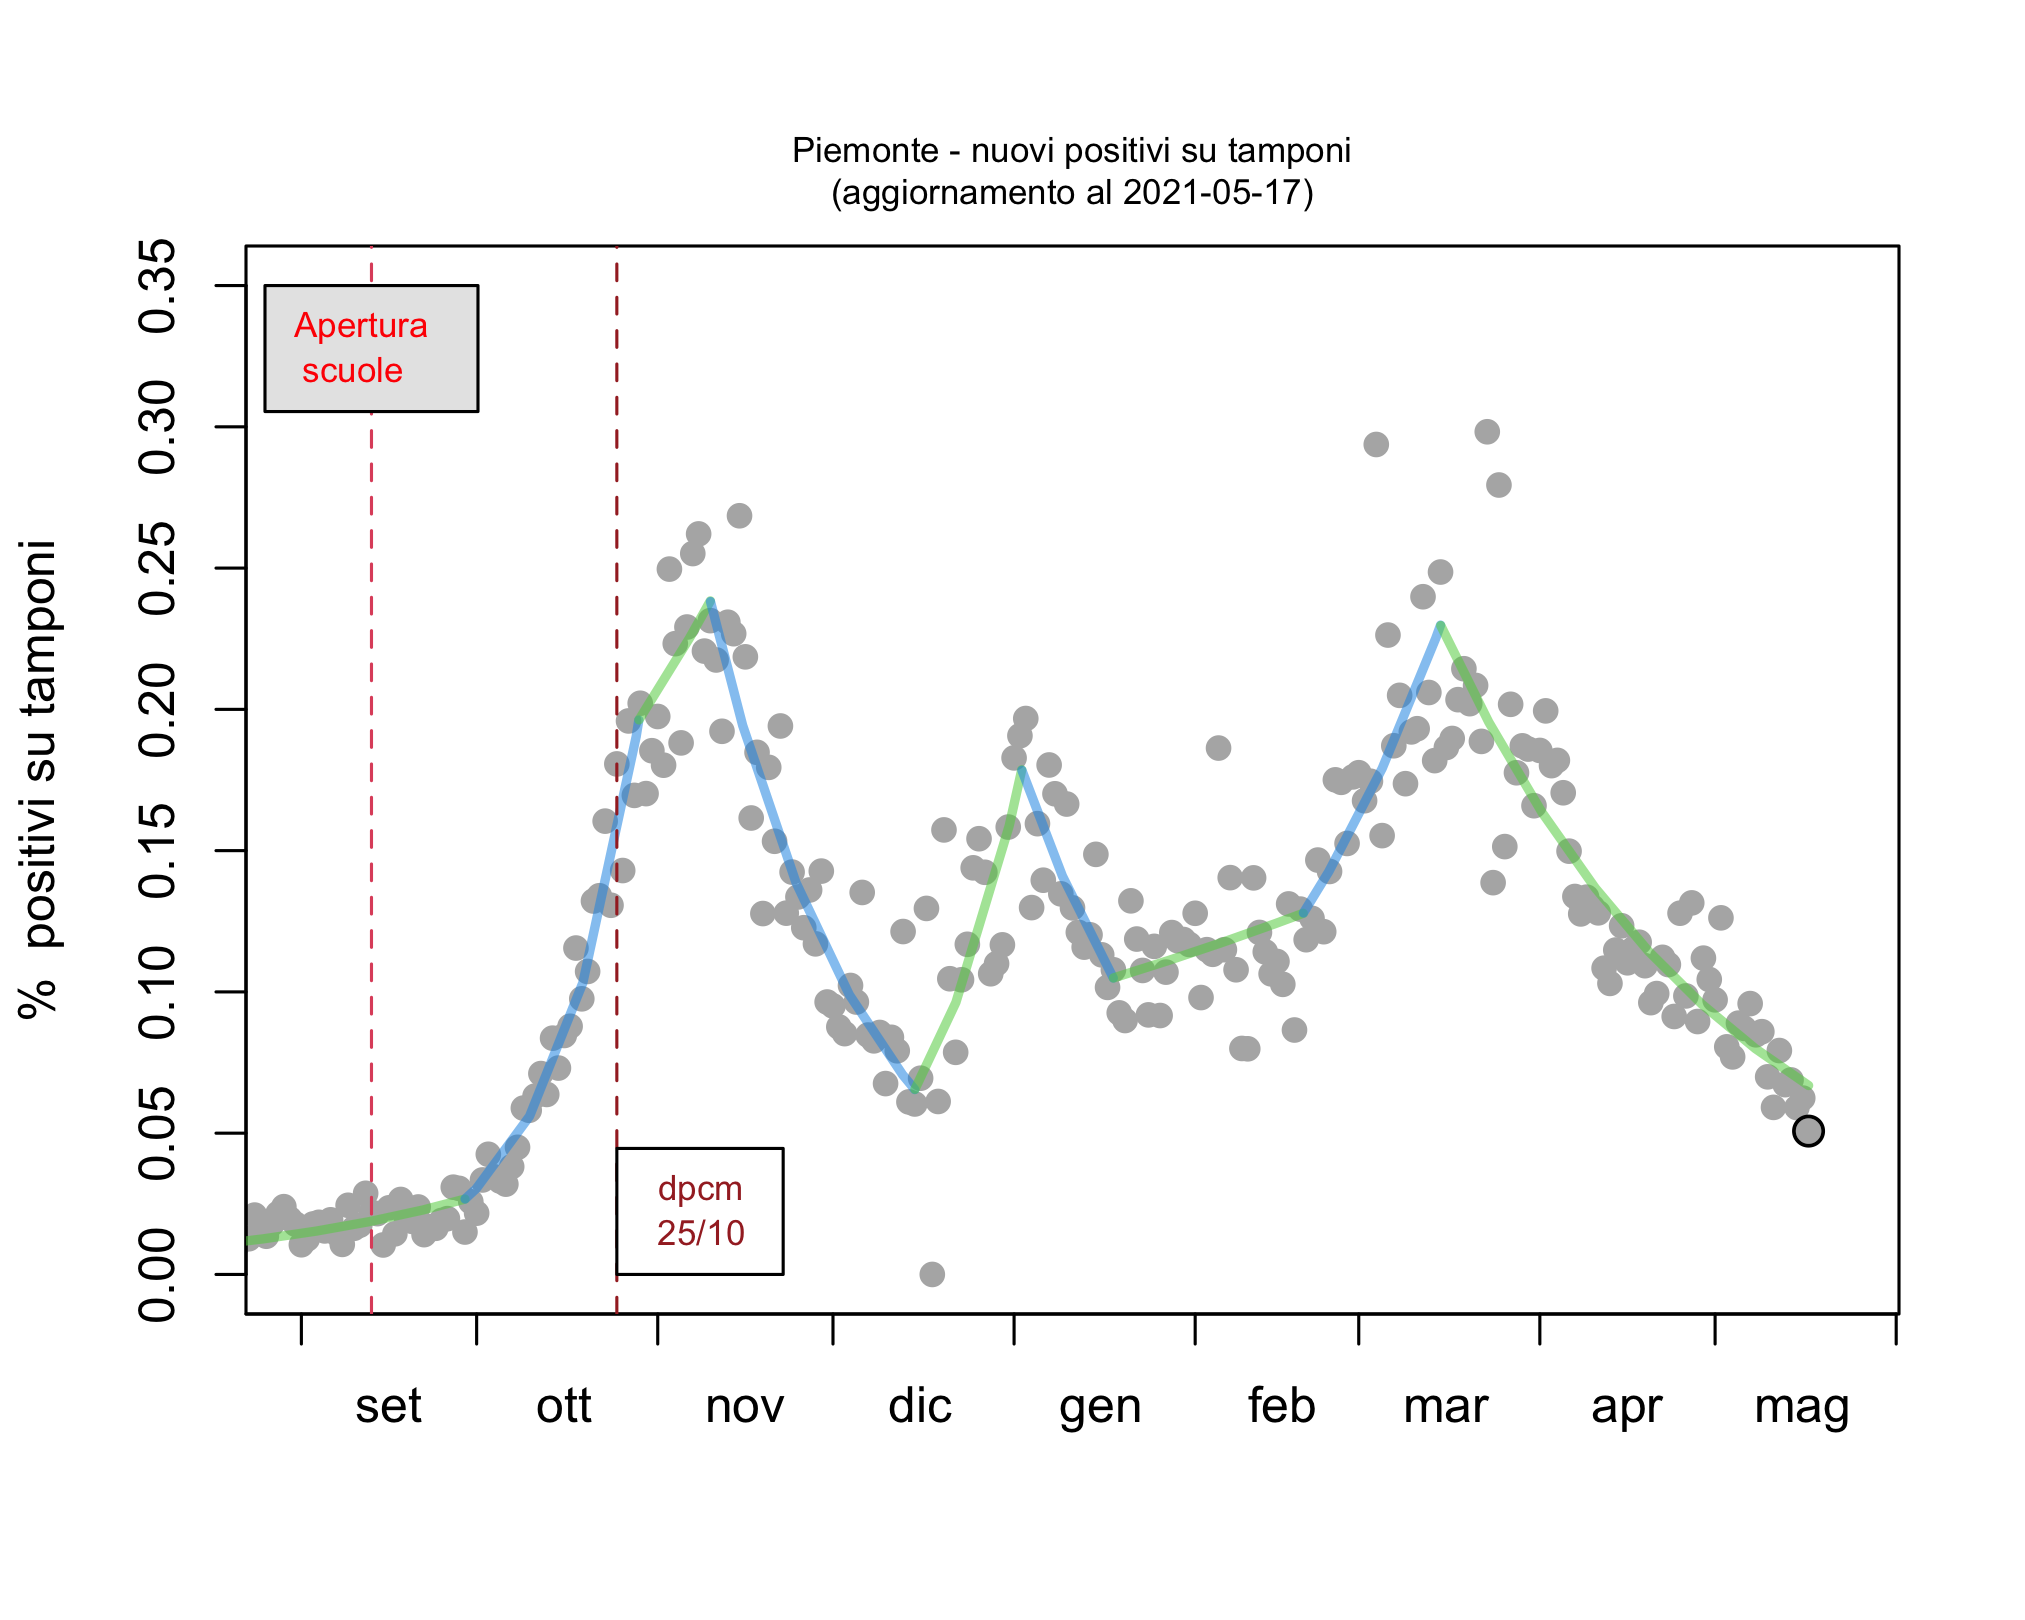 Piemonte - nuovi positivi su tamponi
(aggiornamento al 2021-05-17)
% positivi su tamponi
0.35
0.30
0.25
0.20
0.15
0.10
0.05
0.00
Apertura
scuole
dpcm
25/10
set ott nov dic gen feb mar apr mag